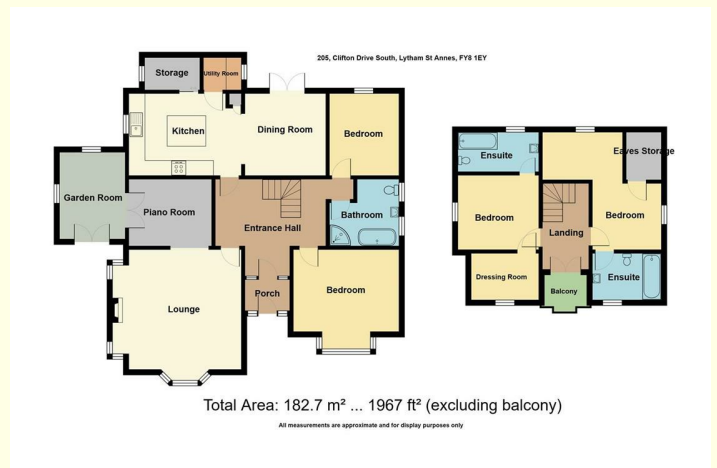 205, Clifton Drive South, Lytham St Annes, FY8 1EY
Storage
Utility Room
Kitchen
Dining Room
Bedroom
Garden Room
Piano Room
Entrance Hall
Bathroom
Lounge
Porch
Bedroom
Ensuite
Eaves Storage
Bedroom
Landing
Bedroom
Dressing Room
Balcony
Ensuite
Total Area: 182.7 m² ... 1967 ft² (excluding balcony)
All measurements are approximate and for display purposes only